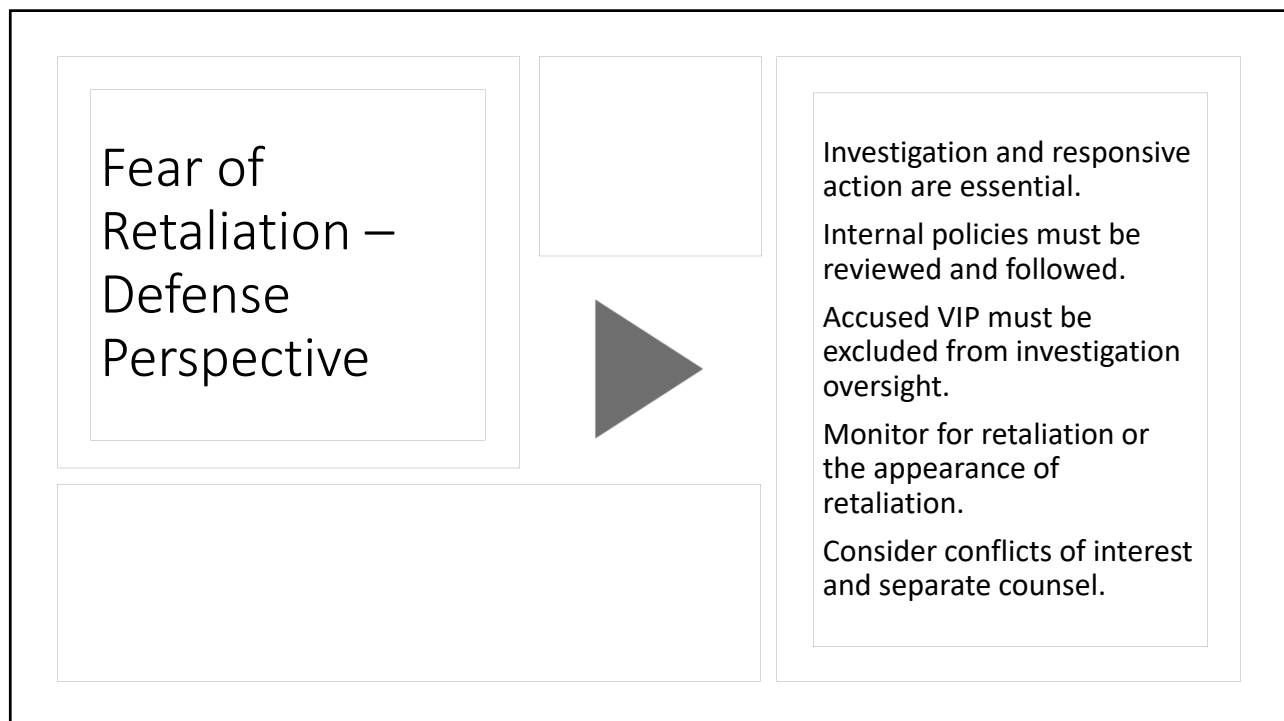 Fear of
Retaliation –
Defense
Perspective
Investigation and responsive
action are essential.
Internal policies must be
reviewed and followed.
Accused VIP must be
excluded from investigation
oversight.
Monitor for retaliation or
the appearance of
retaliation.
Consider conflicts of interest
and separate counsel.